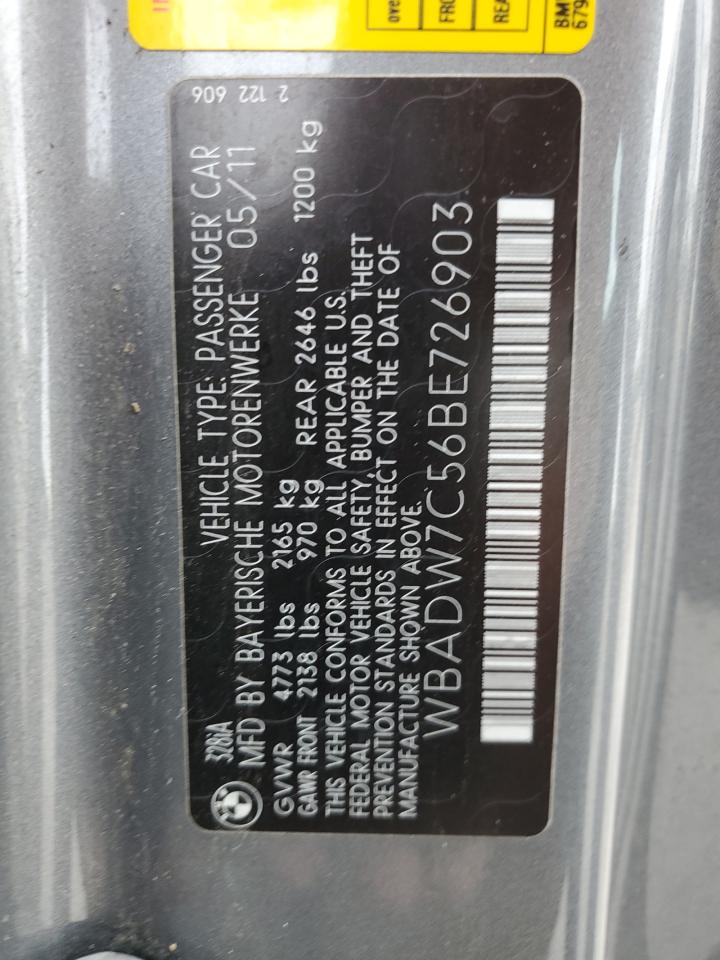 328iA
VEHICLE TYPE: PASSENGER CAR
MFD BY BAYERISCHE MOTORENWERKE 05/11
GVWR 4773 lbs 2165 kg
GAWR FRONT 2138 lbs 970 kg REAR 2646 lbs 1200 kg
THIS VEHICLE CONFORMS TO ALL APPLICABLE U.S.
FEDERAL MOTOR VEHICLE SAFETY, BUMPER AND THEFT
PREVENTION STANDARDS IN EFFECT ON THE DATE OF
MANUFACTURE SHOWN ABOVE.
WBADW7C56BE726903
2 122 606